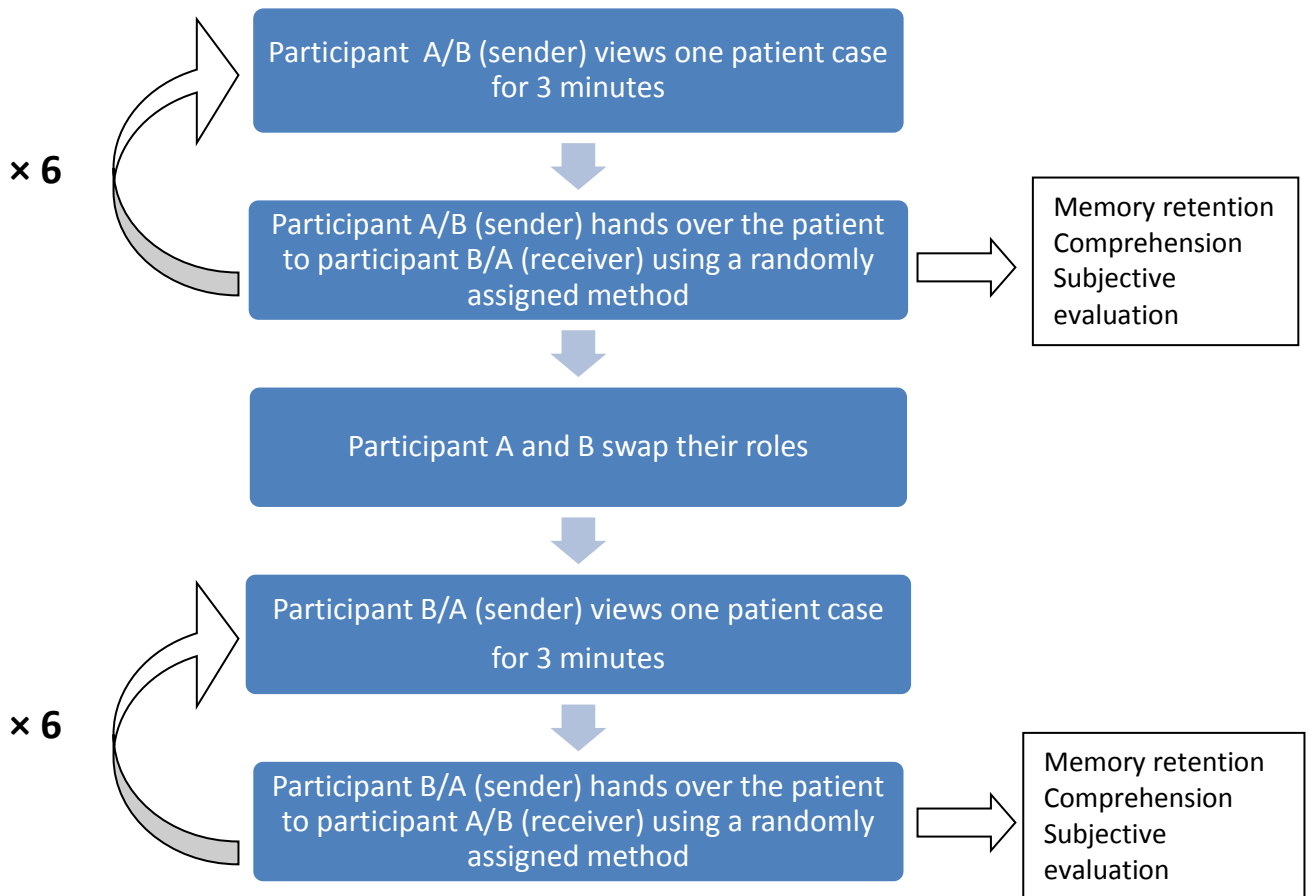 Participant A/B (sender) views one patient case
for 3 minutes
× 6
Participant A/B (sender) hands over the patient
to participant B/A (receiver) using a randomly
assigned method
Memory retention
Comprehension
Subjective
evaluation
Participant A and B swap their roles
Participant B/A (sender) views one patient case
for 3 minutes
× 6
Participant B/A (sender) hands over the patient
to participant A/B (receiver) using a randomly
assigned method
Memory retention
Comprehension
Subjective
evaluation